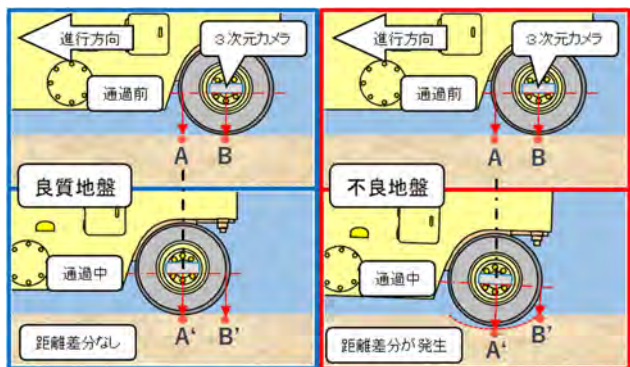 進行方向
3次元カメラ
通過前
A
B
良質地盤
通過中
距離差分なし
A'
B'
進行方向
3次元カメラ
通過前
A
B
不良地盤
通過中
距離差分が発生
A'
B'